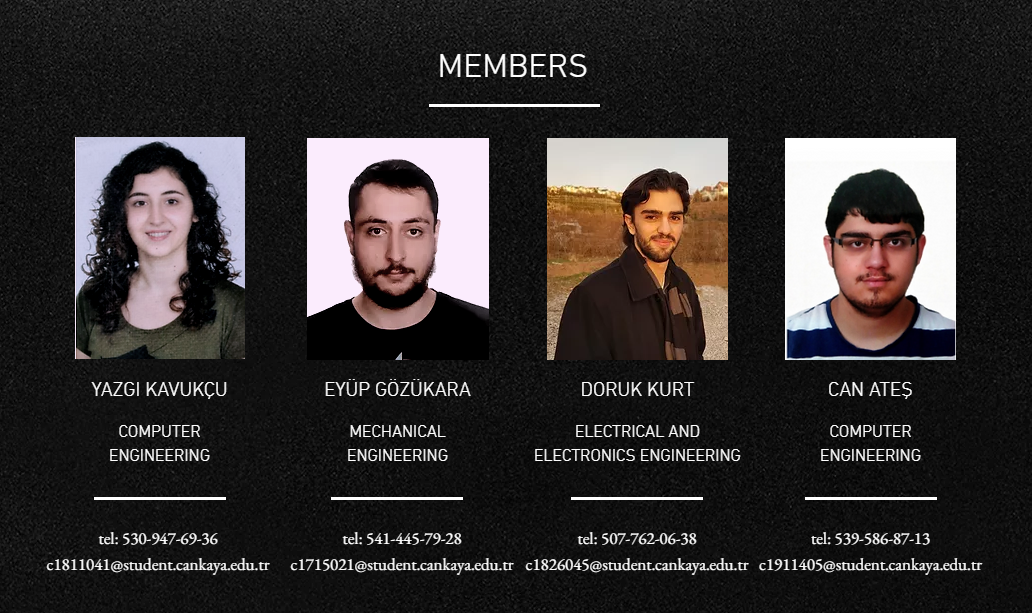 MEMBERS
YAZGI KAVUKÇU
COMPUTER
ENGINEERING
tel: 530-947-69-36
c1811041@student.cankaya.edu.tr
EYÜP GÖZÜKARA
MECHANICAL
ENGINEERING
tel: 541-445-79-28
c1715021@student.cankaya.edu.tr
DORUK KURT
ELECTRICAL AND
ELECTRONICS ENGINEERING
tel: 507-762-06-38
c1826045@student.cankaya.edu.tr
CAN ATEŞ
COMPUTER
ENGINEERING
tel: 539-586-87-13
c1911405@student.cankaya.edu.tr